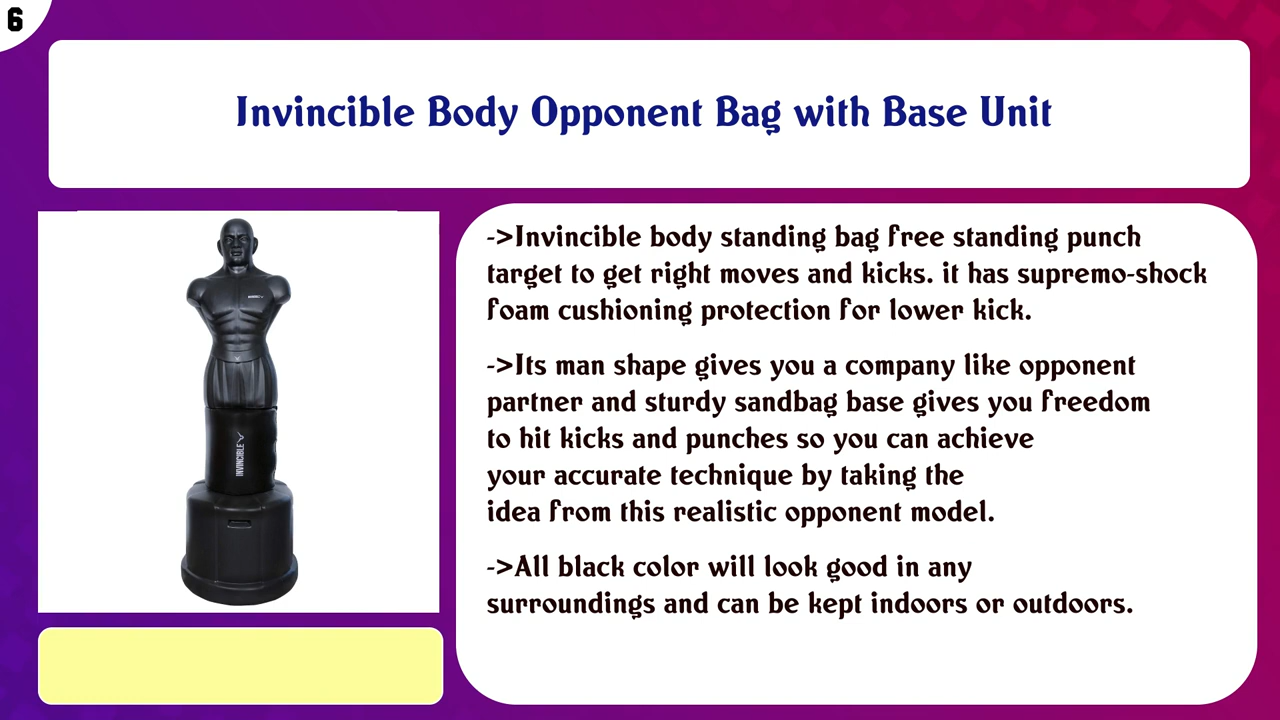 6
Invincible Body Opponent Bag with Base Unit
->Invincible body standing bag free standing punch
target to get right moves and kicks. it has supremo-shock
foam cushioning protection for lower kick.
->Its man shape gives you a company like opponent
partner and sturdy sandbag base gives you freedom
to hit kicks and punches so you can achieve
your accurate technique by taking the
idea from this realistic opponent model.
->All black color will look good in any
surroundings and can be kept indoors or outdoors.
INVINCIBLE